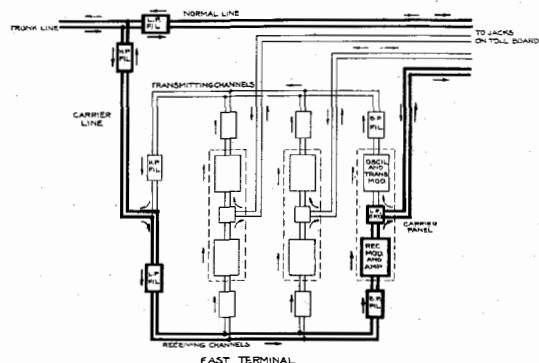 NORMAL LINE
L.P. FIL.
TRUNK LINE
TO JACKS
ON TOLL BOARD
H.P. FIL.
TRANSMITTING CHANNELS
CARRIER
LINE
B.P. FIL.
H.P. FIL.
OSCIL.
AND
TRANS
MOD.
CARRIER
PANEL
REC
MOD.
AND
AMP
L.P. FIL.
B.P. FIL.
RECEIVING CHANNELS
EAST TERMINAL